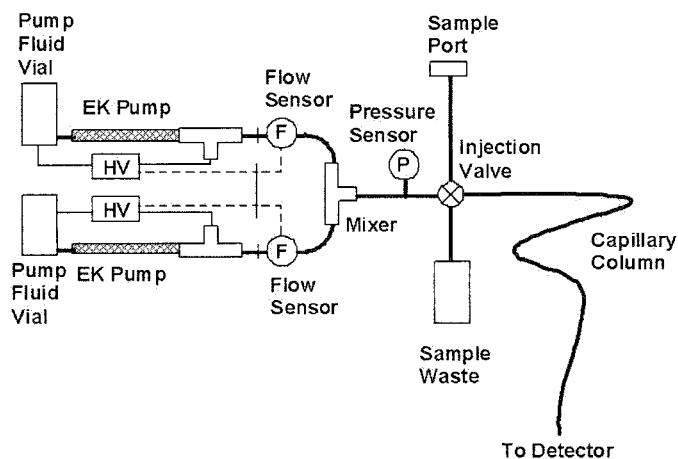 Pump
Fluid
Vial
EK Pump
HV
Flow
Sensor
F
Pressure
Sensor
P
Sample
Port
Injection
Valve
Mixer
HV
EK Pump
Pump
Fluid
Vial
F
Flow
Sensor
Capillary
Column
Sample
Waste
To Detector